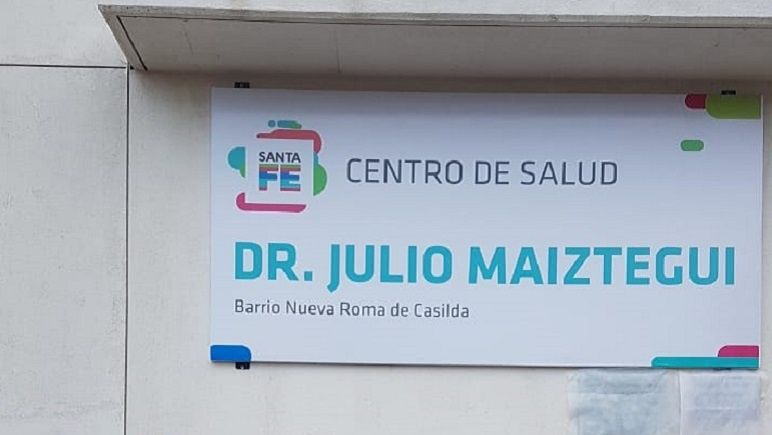 SANTA
FE
CENTRO DE SALUD
DR. JULIO MAIZTEGUI
Barrio Nueva Roma de Casilda